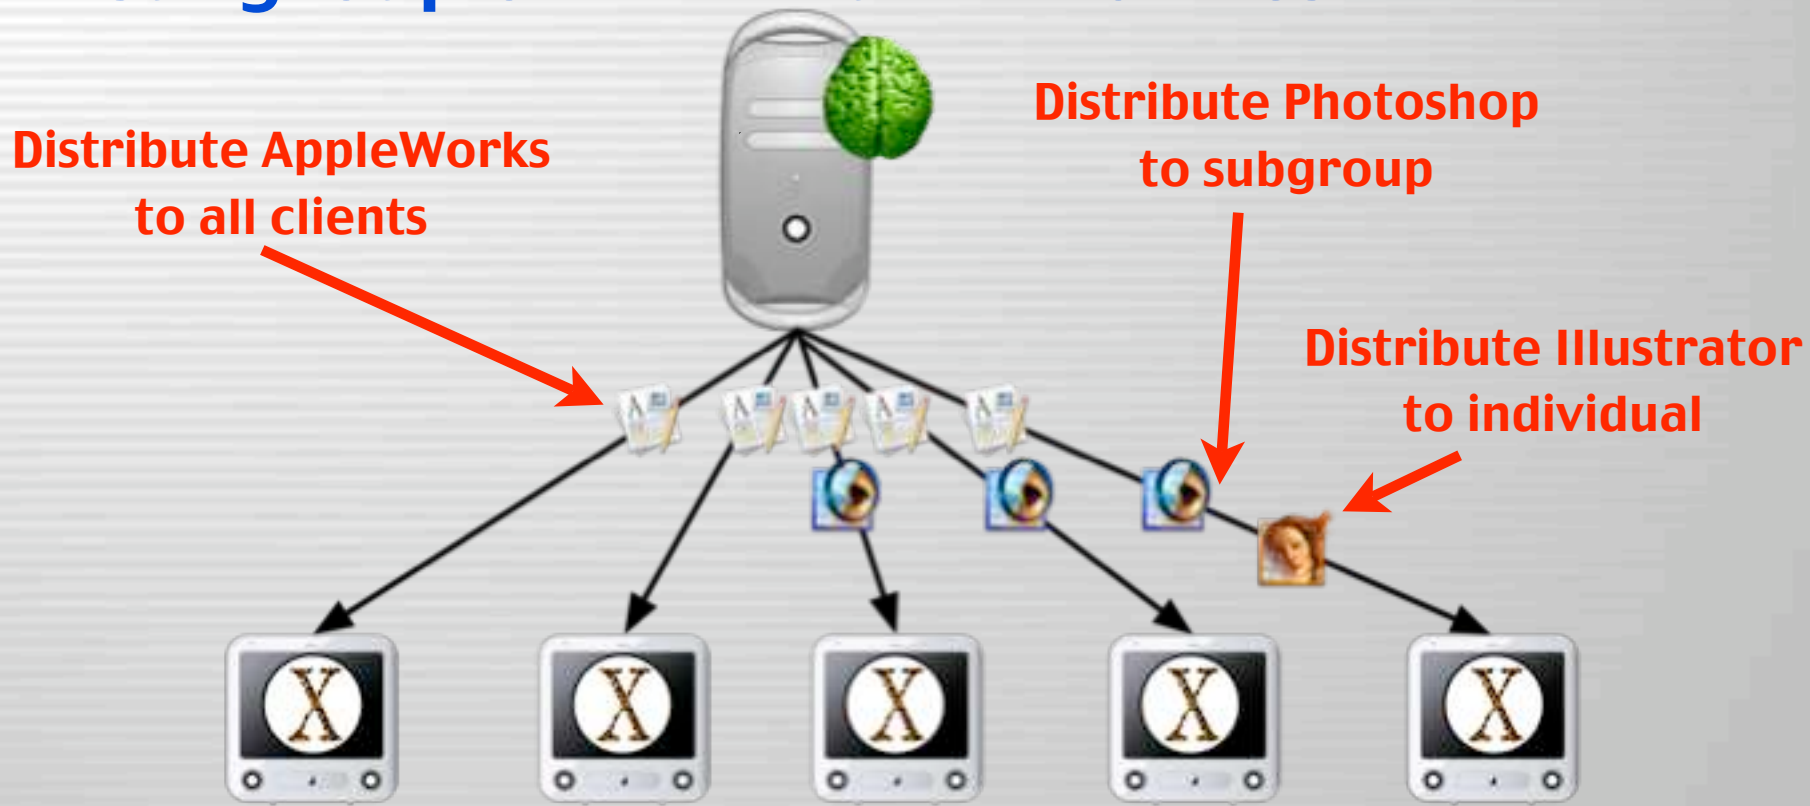 Distribute AppleWorks
to all clients
Distribute Photoshop
to subgroup
Distribute Illustrator
to individual
X
X
X
X
X